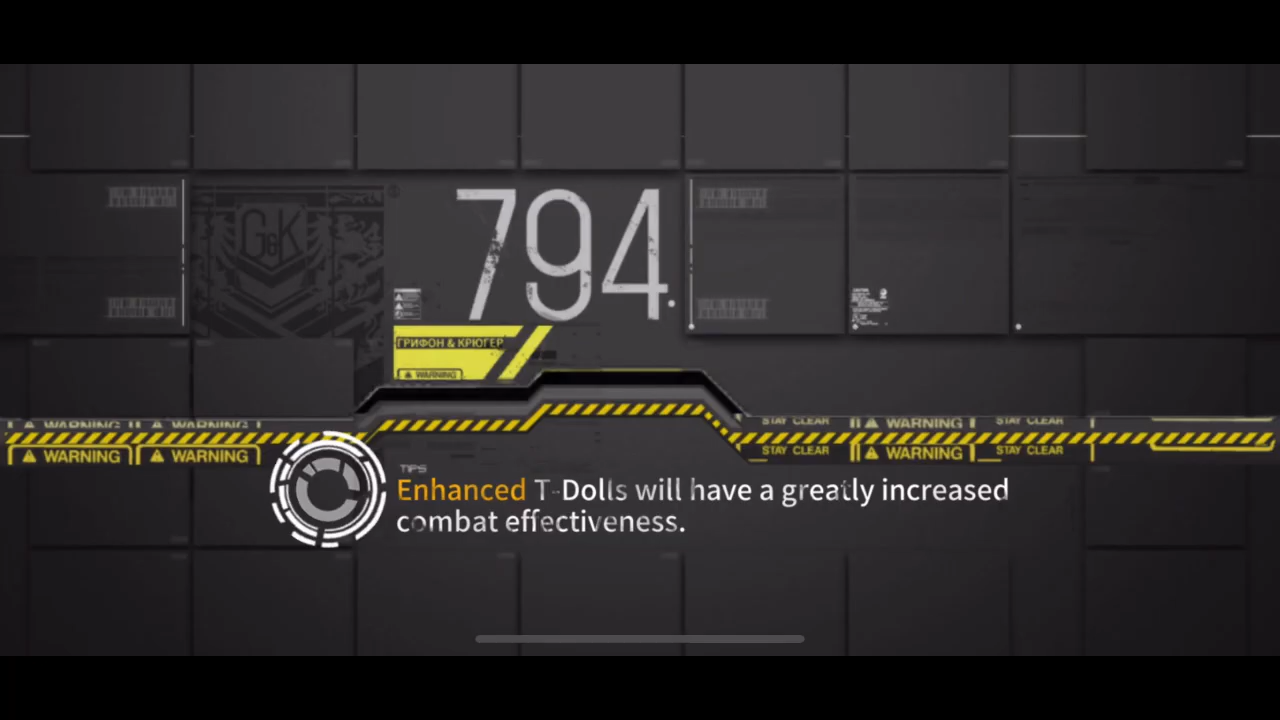 G&K
794.
ГРИФОН & КРЮГЕР
WARNING
WARNING WARNING
STAY CLEAR WARNING STAY CLEAR
WARNING WARNING
STAY CLEAR WARNING STAY CLEAR
TIPS
Enhanced T-Dolls will have a greatly increased
combat effectiveness.